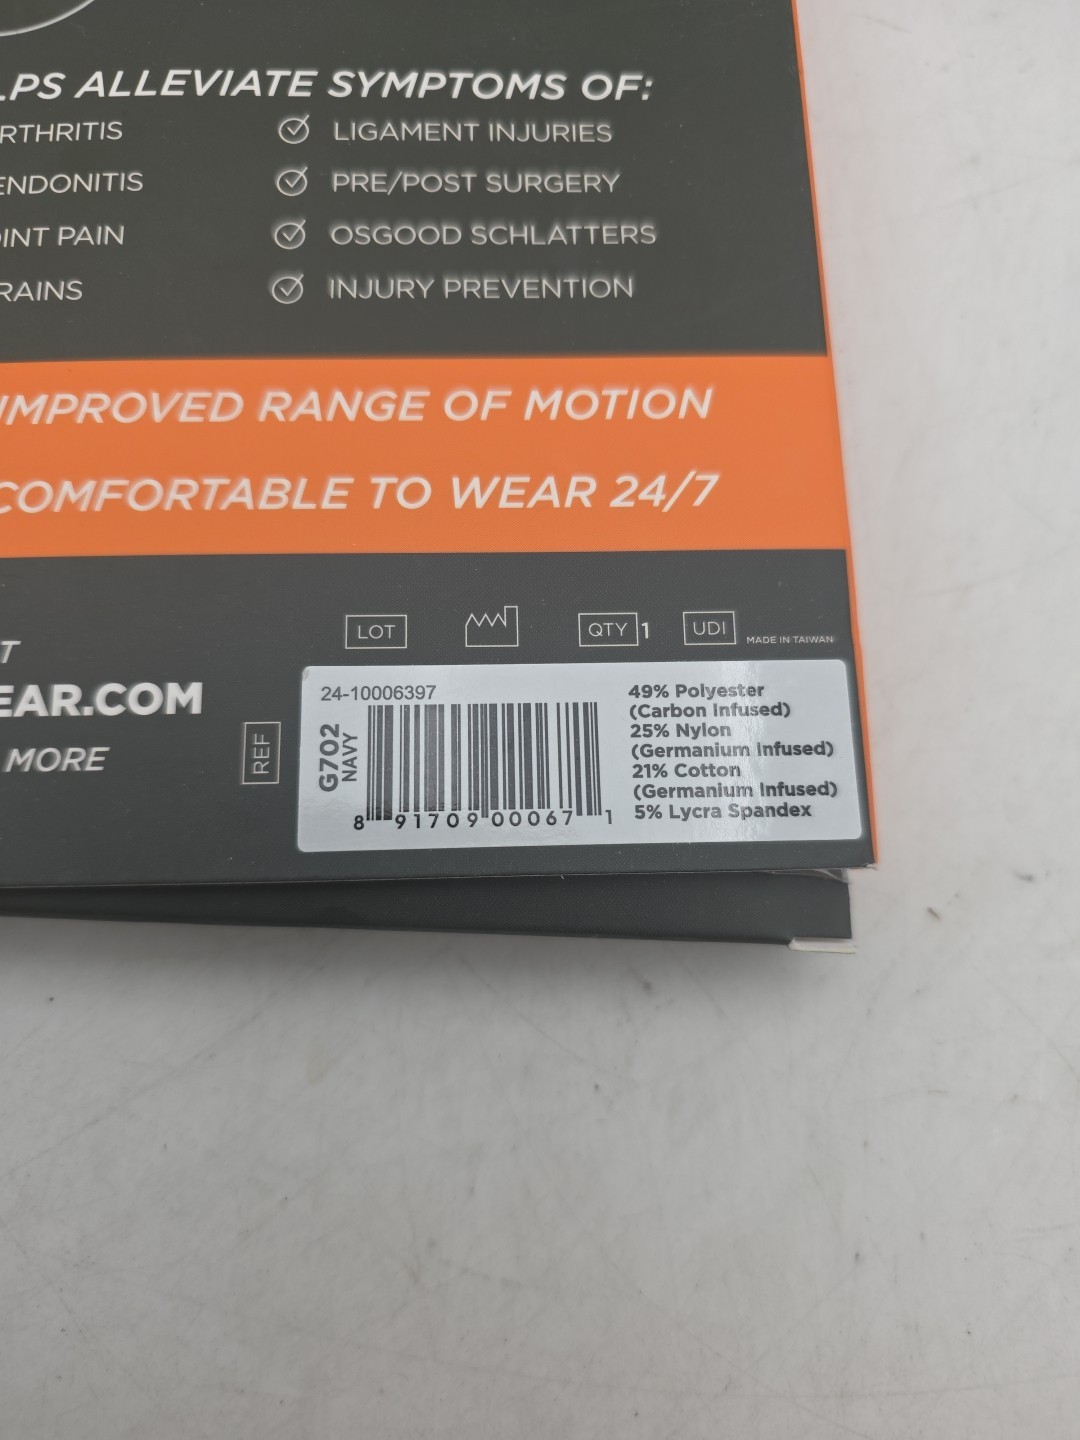 LPS ALLEVIATE SYMPTOMS OF:
RTHRITIS
LIGAMENT INJURIES
ENDONITIS
PRE/POST SURGERY
INT PAIN
OSGOOD SCHLATTERS
RAINS
INJURY PREVENTION
IMPROVED RANGE OF MOTION
COMFORTABLE TO WEAR 24/7
T
EAR.COM
MORE
LOT
QTY 1
UDI
MADE IN TAIWAN
REF
24-10006397
G702
NAVY
8 91709 00067 1
49% Polyester
(Carbon Infused)
25% Nylon
(Germanium Infused)
21% Cotton
(Germanium Infused)
5% Lycra Spandex